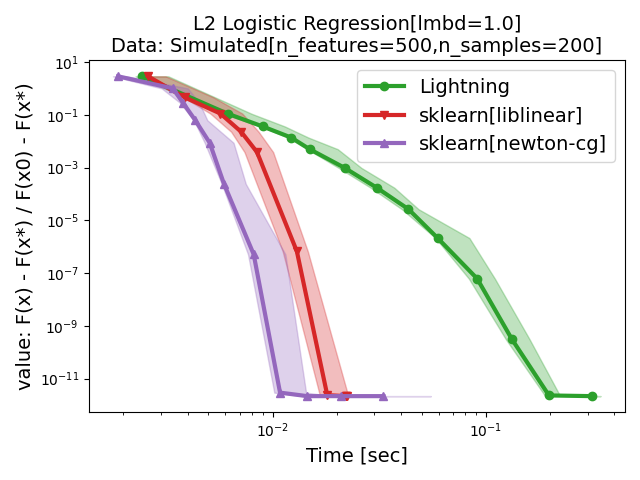 L2 Logistic Regression[lmbd=1.0]
Data: Simulated[n_features=500,n_samples=200]
value: F(x) - F(x*) / F(x0) - F(x*)
10¹
10⁻¹
10⁻³
10⁻⁵
10⁻⁷
10⁻⁹
10⁻¹¹
Lightning
sklearn[liblinear]
sklearn[newton-cg]
10⁻²
10⁻¹
Time [sec]